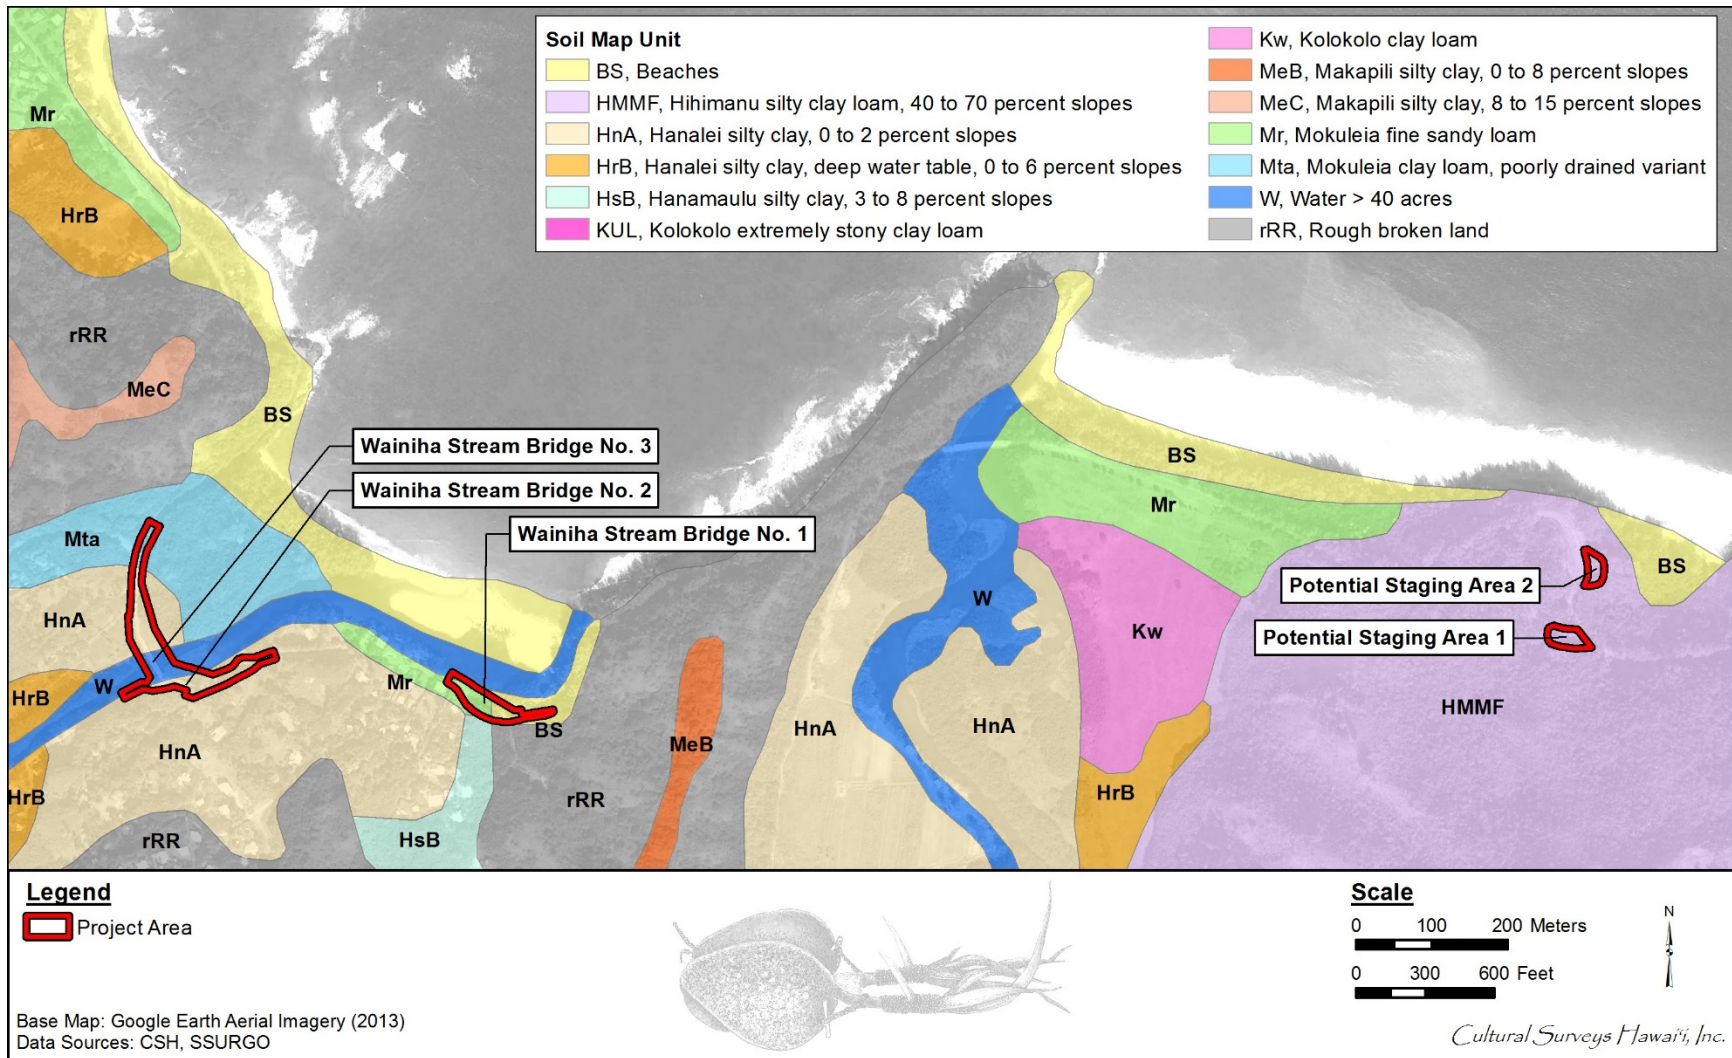 Soil Map Unit
BS, Beaches
HMMF, Hihimanu silty clay loam, 40 to 70 percent slopes
HnA, Hanalei silty clay, 0 to 2 percent slopes
HrB, Hanalei silty clay, deep water table, 0 to 6 percent slopes
HsB, Hanamaulu silty clay, 3 to 8 percent slopes
KUL, Kolokolo extremely stony clay loam
Kw, Kolokolo clay loam
MeB, Makapili silty clay, 0 to 8 percent slopes
MeC, Makapili silty clay, 8 to 15 percent slopes
Mr, Mokuleia fine sandy loam
Mta, Mokuleia clay loam, poorly drained variant
W, Water > 40 acres
rRR, Rough broken land
Mr
HrB
rRR
MeC
BS
Wainiha Stream Bridge No. 3
Wainiha Stream Bridge No. 2
Wainiha Stream Bridge No. 1
BS
Mr
Mta
HnA
W
Kw
Potential Staging Area 2
BS
Potential Staging Area 1
HrB
W
Mr
BS
HnA
MeB
HnA
HnA
HMMF
HrB
rRR
HrB
rRR
HsB
Legend
Project Area
Base Map: Google Earth Aerial Imagery (2013)
Data Sources: CSH, SSURGO
Scale
0 100 200 Meters
0 300 600 Feet
N
Cultural Surveys Hawaiʻi, Inc.